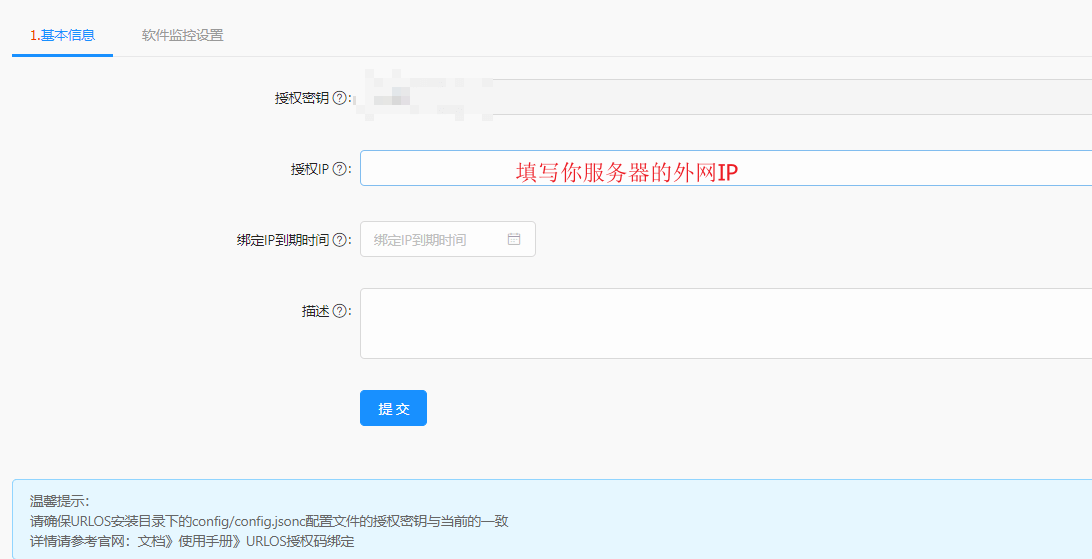 1.基本信息 软件监控设置
授权密钥?:
授权IP?: 填写你服务器的外网IP
绑定IP到期时间?: 绑定IP到期时间
描述?:
提交
温馨提示：
请确保URLOS安装目录下的config/config.jsonc配置文件的授权密钥与当前的一致
详情请参考官网：文档》使用手册》URLOS授权码绑定